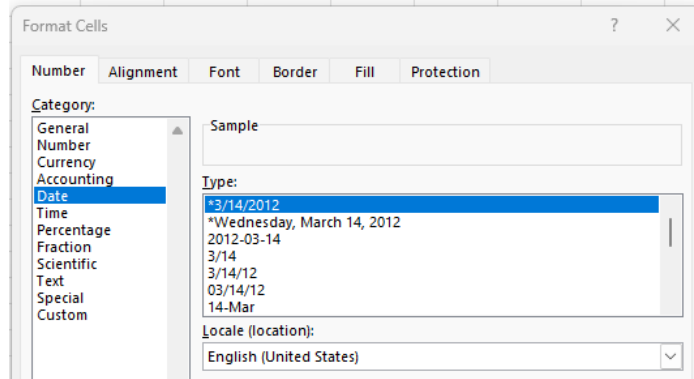 Format Cells ?
Number Alignment Font Border Fill Protection
Category:
General
Number
Currency
Accounting
Date
Time
Percentage
Fraction
Scientific
Text
Special
Custom
Sample
Type:
*3/14/2012
*Wednesday, March 14, 2012
2012-03-14
3/14
3/14/12
03/14/12
14-Mar
Locale (location):
English (United States)